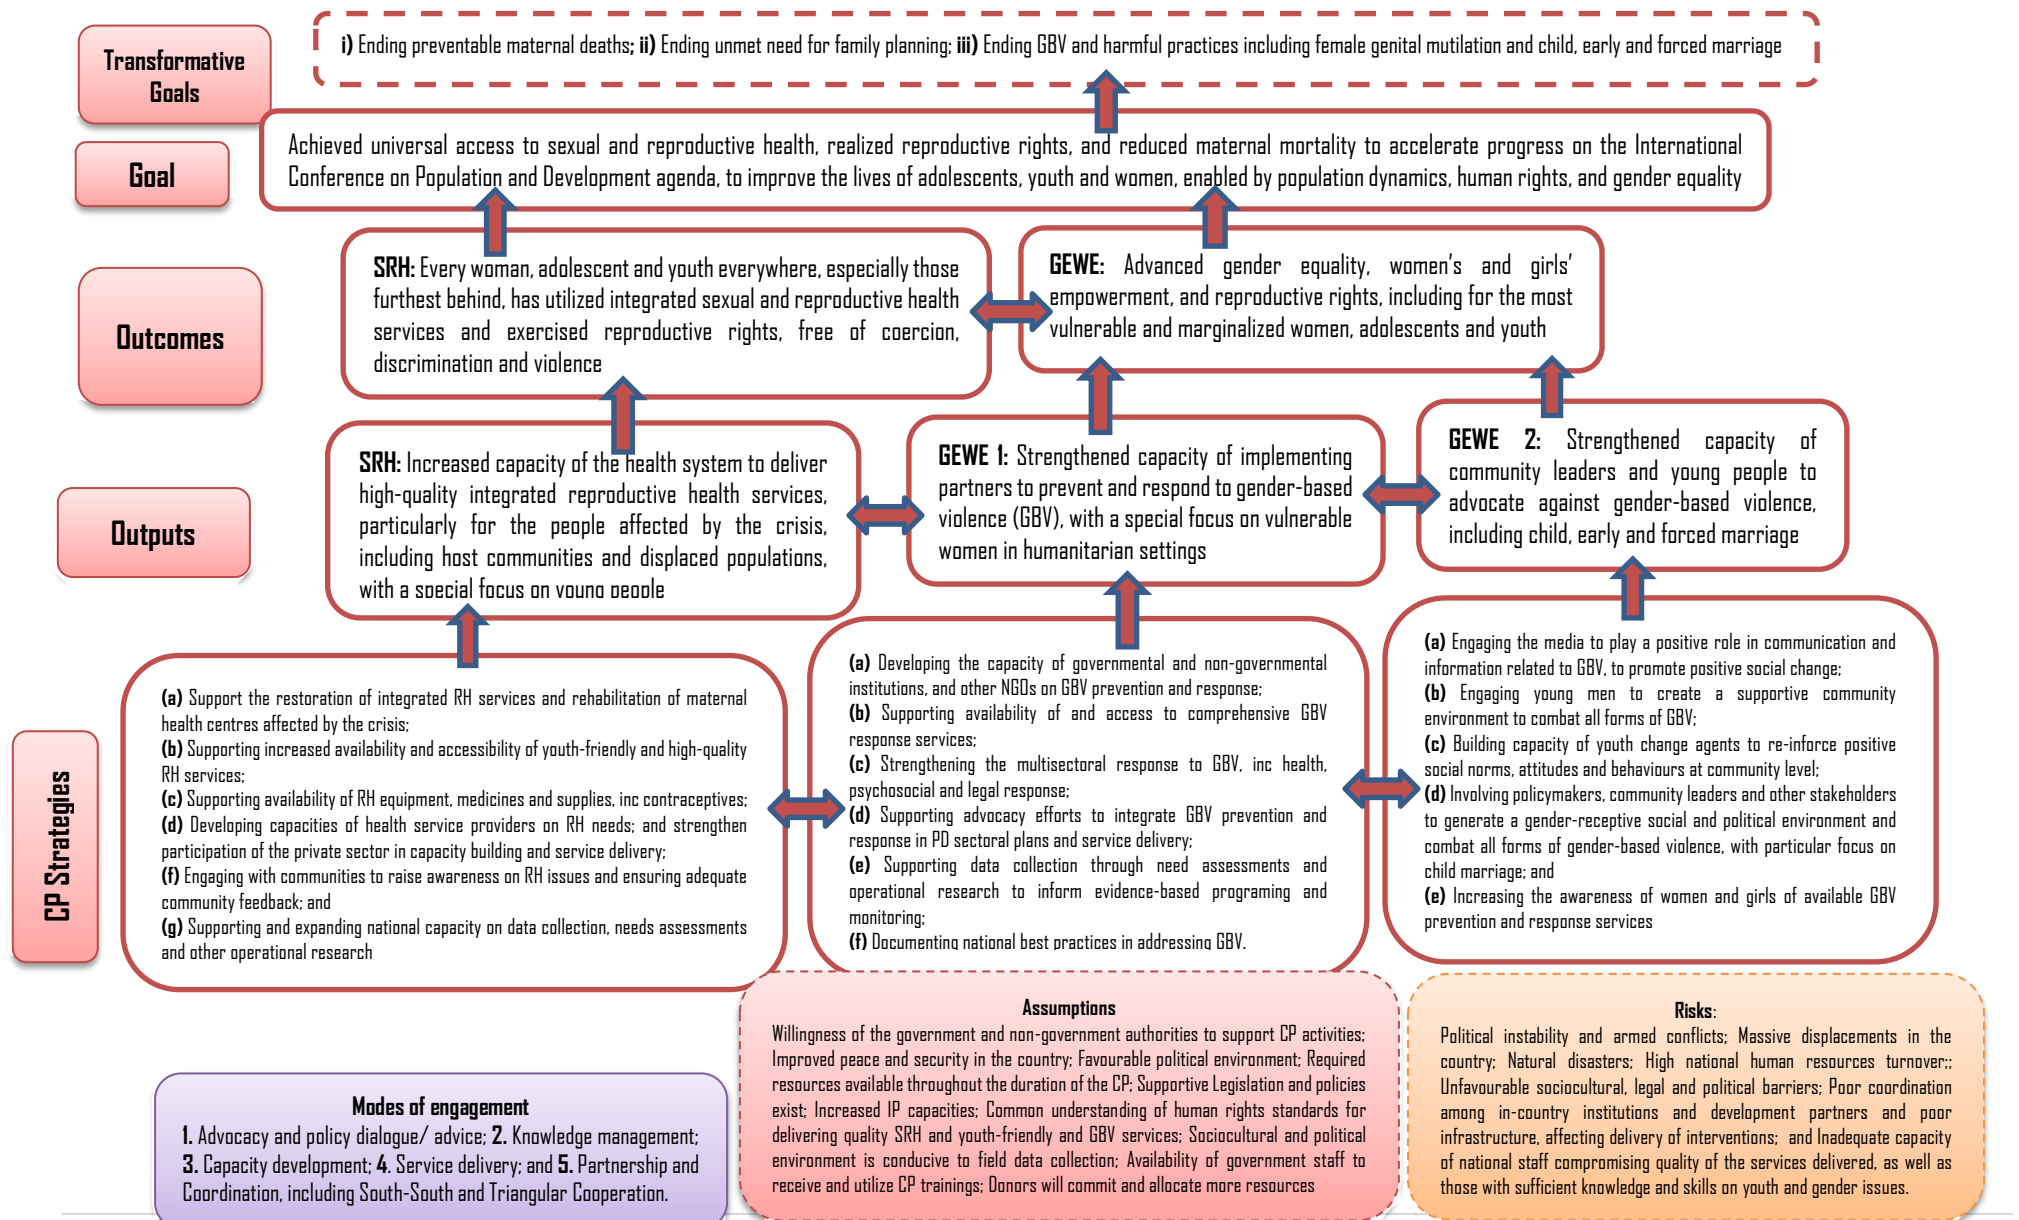 Transformative
Goals
i) Ending preventable maternal deaths; ii) Ending unmet need for family planning; iii) Ending GBV and harmful practices including female genital mutilation and child, early and forced marriage
Goal
Achieved universal access to sexual and reproductive health, realized reproductive rights, and reduced maternal mortality to accelerate progress on the International
Conference on Population and Development agenda, to improve the lives of adolescents, youth and women, enabled by population dynamics, human rights, and gender equality
Outcomes
SRH: Every woman, adolescent and youth everywhere, especially those
furthest behind, has utilized integrated sexual and reproductive health
services and exercised reproductive rights, free of coercion,
discrimination and violence
GEWE: Advanced gender equality, women's and girls'
empowerment, and reproductive rights, including for the most
vulnerable and marginalized women, adolescents and youth
Outputs
SRH: Increased capacity of the health system to deliver
high-quality integrated reproductive health services,
particularly for the people affected by the crisis,
including host communities and displaced populations,
with a special focus on young people
GEWE 1: Strengthened capacity of implementing
partners to prevent and respond to gender-based
violence (GBV), with a special focus on vulnerable
women in humanitarian settings
GEWE 2: Strengthened capacity of
community leaders and young people to
advocate against gender-based violence,
including child, early and forced marriage
CP Strategies
(a) Support the restoration of integrated RH services and rehabilitation of maternal
health centres affected by the crisis;
(b) Supporting increased availability and accessibility of youth-friendly and high-quality
RH services;
(c) Supporting availability of RH equipment, medicines and supplies, inc contraceptives;
(d) Developing capacities of health service providers on RH needs; and strengthen
participation of the private sector in capacity building and service delivery;
(f) Engaging with communities to raise awareness on RH issues and ensuring adequate
community feedback; and
(g) Supporting and expanding national capacity on data collection, needs assessments
and other operational research
(a) Developing the capacity of governmental and non-governmental
institutions, and other NGOs on GBV prevention and response;
(b) Supporting availability of and access to comprehensive GBV
response services;
(c) Strengthening the multisectoral response to GBV, inc health,
psychosocial and legal response;
(d) Supporting advocacy efforts to integrate GBV prevention and
response in PD sectoral plans and service delivery;
(e) Supporting data collection through need assessments and
operational research to inform evidence-based programing and
monitoring;
(f) Documenting national best practices in addressing GBV.
(a) Engaging the media to play a positive role in communication and
information related to GBV, to promote positive social change;
(b) Engaging young men to create a supportive community
environment to combat all forms of GBV;
(c) Building capacity of youth change agents to re-inforce positive
social norms, attitudes and behaviours at community level;
(d) Involving policymakers, community leaders and other stakeholders
to generate a gender-receptive social and political environment and
combat all forms of gender-based violence, with particular focus on
child marriage; and
(e) Increasing the awareness of women and girls of available GBV
prevention and response services
Modes of engagement
1. Advocacy and policy dialogue/ advice; 2. Knowledge management;
3. Capacity development; 4. Service delivery; and 5. Partnership and
Coordination, including South-South and Triangular Cooperation.
Assumptions
Willingness of the government and non-government authorities to support CP activities;
Improved peace and security in the country; Favourable political environment; Required
resources available throughout the duration of the CP; Supportive Legislation and policies
exist; Increased IP capacities; Common understanding of human rights standards for
delivering quality SRH and youth-friendly and GBV services; Sociocultural and political
environment is conducive to field data collection; Availability of government staff to
receive and utilize CP trainings; Donors will commit and allocate more resources
Risks:
Political instability and armed conflicts; Massive displacements in the
country; Natural disasters; High national human resources turnover;;
Unfavourable sociocultural, legal and political barriers; Poor coordination
among in-country institutions and development partners and poor
infrastructure, affecting delivery of interventions; and Inadequate capacity
of national staff compromising quality of the services delivered, as well as
those with sufficient knowledge and skills on youth and gender issues.